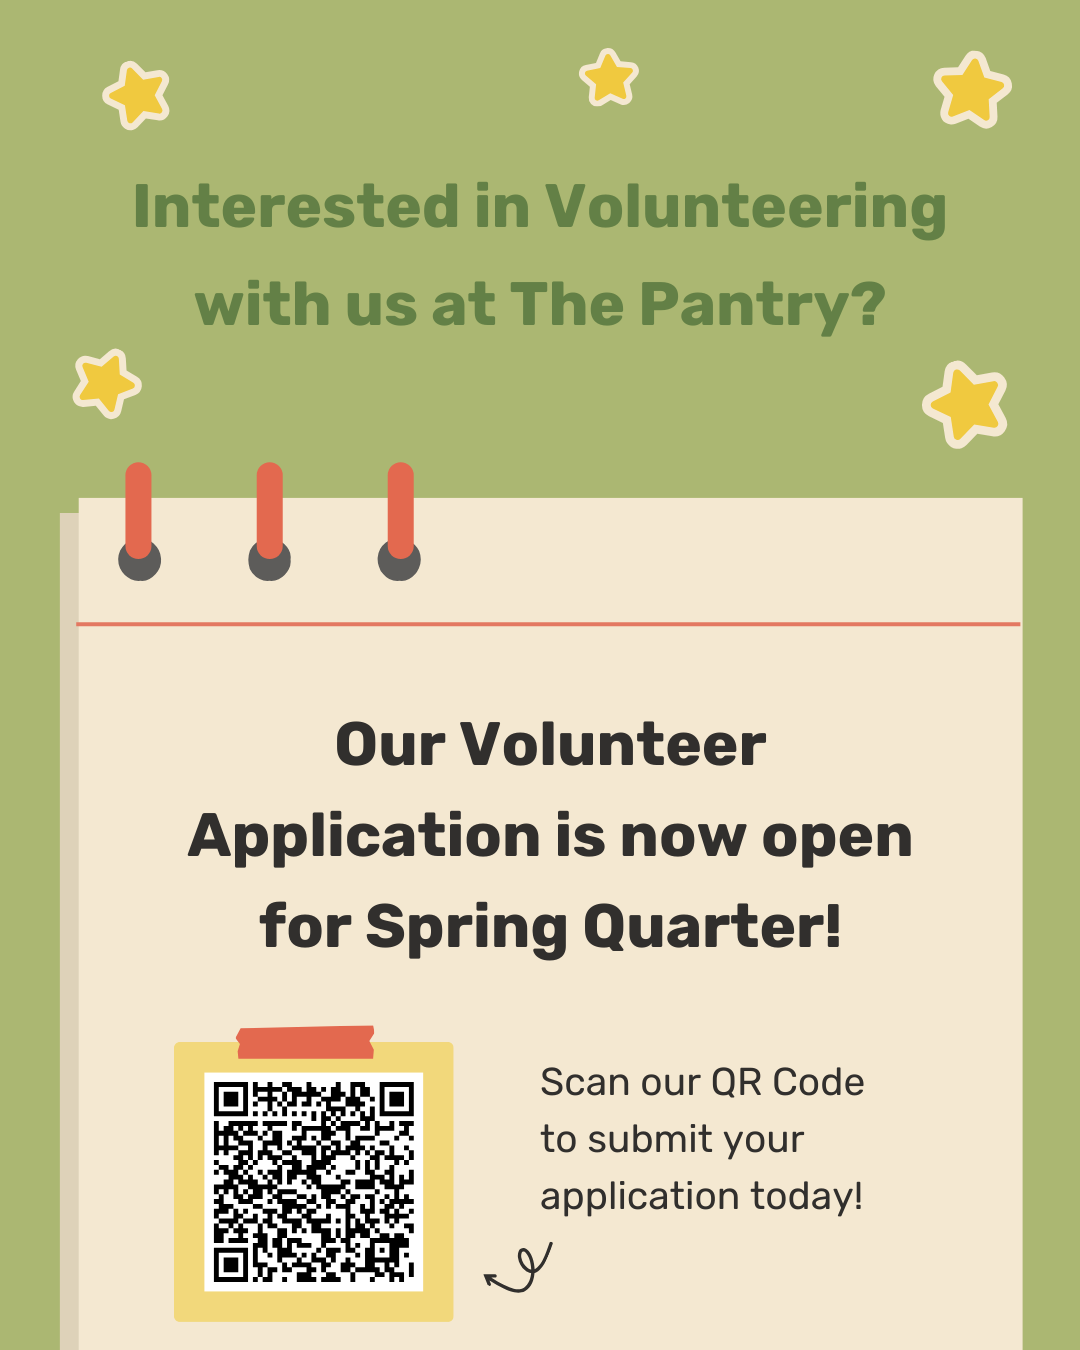 Interested in Volunteering
with us at The Pantry?
Our Volunteer
Application is now open
for Spring Quarter!
Scan our QR Code
to submit your
application today!